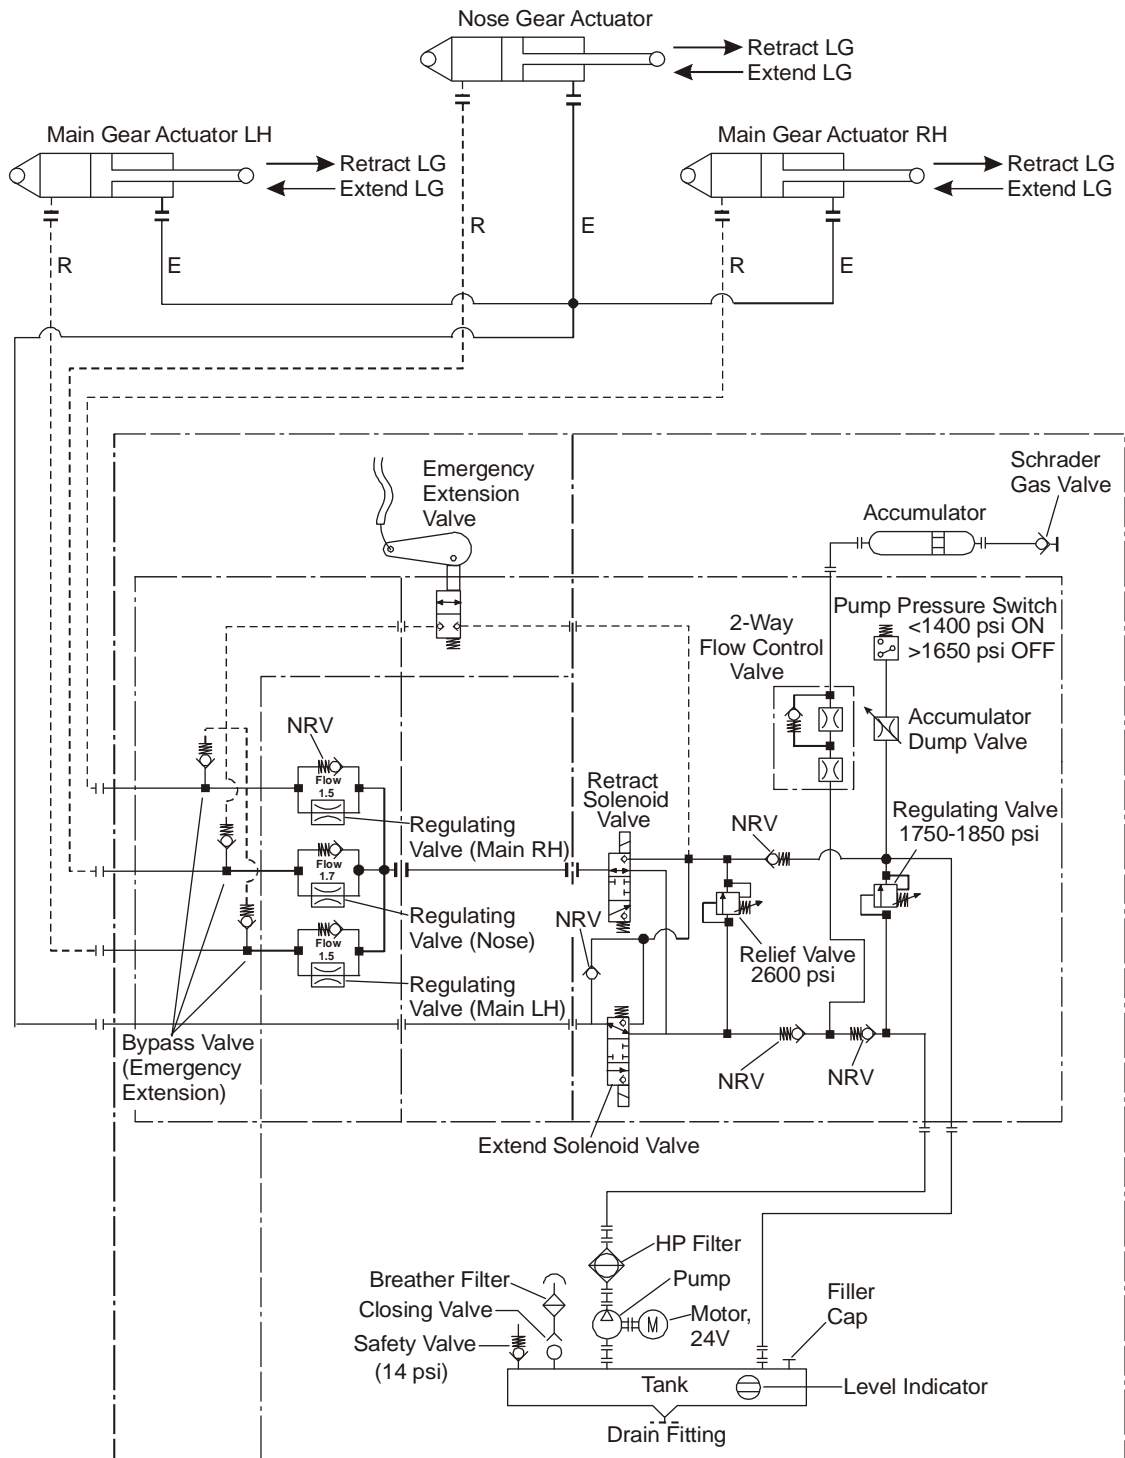 Nose Gear Actuator
Retract LG
Extend LG
Main Gear Actuator LH
Retract LG
Extend LG
Main Gear Actuator RH
Retract LG
Extend LG
R
E
R
E
R
E
Emergency
Extension
Valve
Schrader
Gas Valve
Accumulator
Pump Pressure Switch
<1400 psi ON
>1650 psi OFF
2-Way
Flow Control
Valve
Accumulator
Dump Valve
NRV
Flow
1.5
Regulating
Valve (Main RH)
Flow
1.7
Regulating
Valve (Nose)
Flow
1.5
Regulating
Valve (Main LH)
Retract
Solenoid
Valve
NRV
Regulating Valve
1750-1850 psi
NRV
Relief Valve
2600 psi
Bypass Valve
(Emergency
Extension)
NRV
NRV
Extend Solenoid Valve
HP Filter
Breather Filter
Pump
Closing Valve
Motor,
24V
Filler
Cap
Safety Valve
(14 psi)
M
Tank
Level Indicator
Drain Fitting